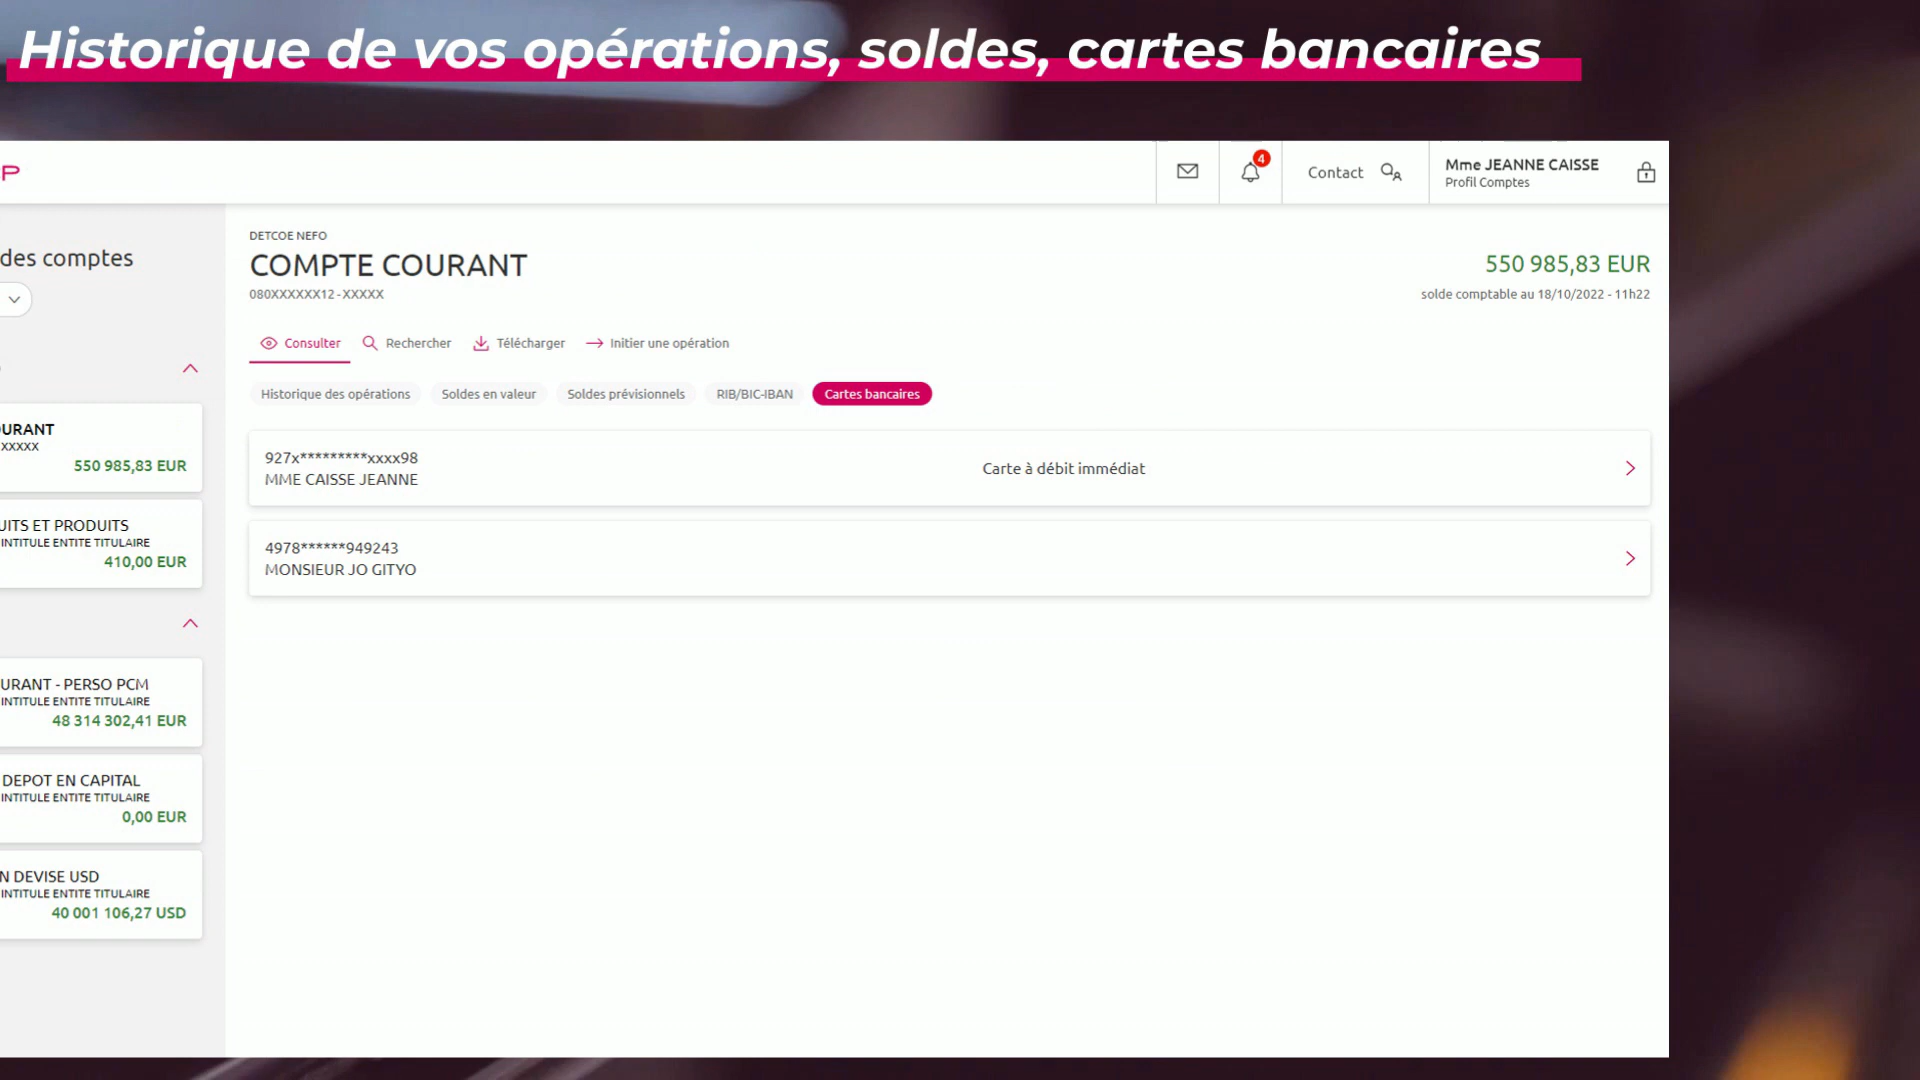 Historique de vos opérations, soldes, cartes bancaires
P
4
Contact
Mme JEANNE CAISSE
Profil Comptes
des comptes
URANT
XXXXX
550 985,83 EUR
UITS ET PRODUITS
INTITULE ENTITE TITULAIRE
410,00 EUR
URANT - PERSO PCM
INTITULE ENTITE TITULAIRE
48 314 302,41 EUR
DEPOT EN CAPITAL
INTITULE ENTITE TITULAIRE
0,00 EUR
N DEVISE USD
INTITULE ENTITE TITULAIRE
40 001 106,27 USD
DETCOE NEFO
COMPTE COURANT
080XXXXXX12 - XXXXX
550 985,83 EUR
solde comptable au 18/10/2022 - 11h22
Consulter Rechercher Télécharger Initier une opération
Historique des opérations Soldes en valeur Soldes prévisionnels RIB/BIC-IBAN Cartes bancaires
927x*********xxxx98
MME CAISSE JEANNE
Carte à débit immédiat
4978******949243
MONSIEUR JO GITYO